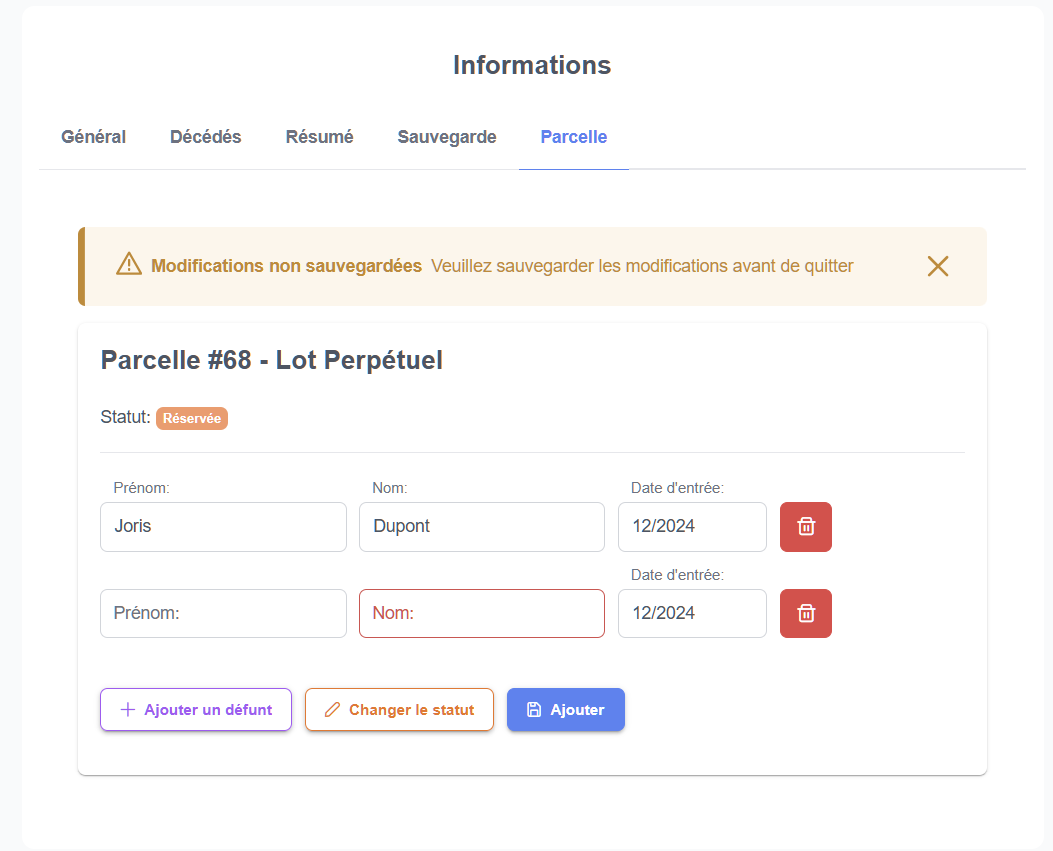 Informations
Général Décédés Résumé Sauvegarde Parcelle
Modifications non sauvegardées Veuillez sauvegarder les modifications avant de quitter
Parcelle #68 - Lot Perpétuel
Statut: Réservée
Prénom: Nom: Date d'entrée:
Joris Dupont 12/2024
Date d'entrée:
Prénom: Nom: 12/2024
Ajouter un défunt Changer le statut Ajouter